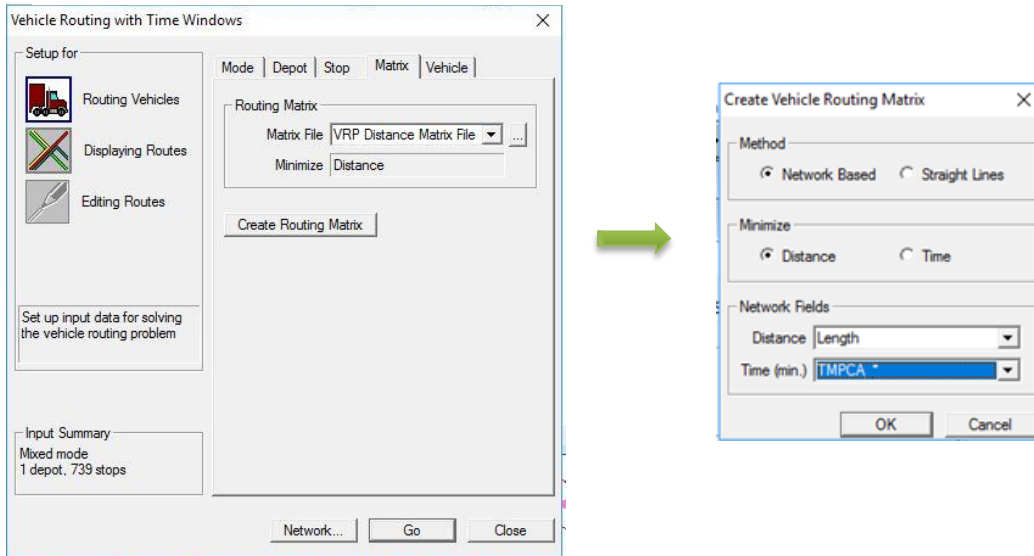 Vehicle Routing with Time Windows
Setup for
Routing Vehicles
Displaying Routes
Editing Routes
Set up input data for solving
the vehicle routing problem
Input Summary
Mixed mode
1 depot, 739 stops
Mode Depot Stop Matrix Vehicle
Routing Matrix
Matrix File VRP Distance Matrix File ...
Minimize Distance
Create Routing Matrix
Network... Go Close
Create Vehicle Routing Matrix
Method
Network Based Straight Lines
Minimize
Distance Time
Network Fields
Distance Length
Time (min.) TMPCA *
OK Cancel